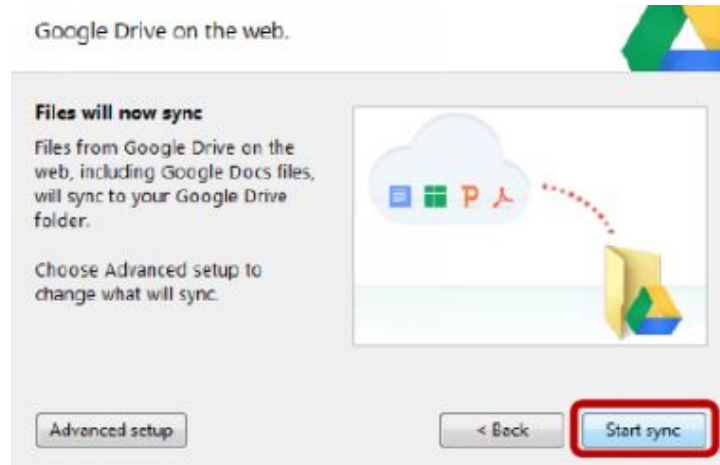 Google Drive on the web.
Files will now sync
Files from Google Drive on the
web, including Google Docs files,
will sync to your Google Drive
folder.
Choose Advanced setup to
change what will sync.
P
Advanced setup
< Back
Start sync